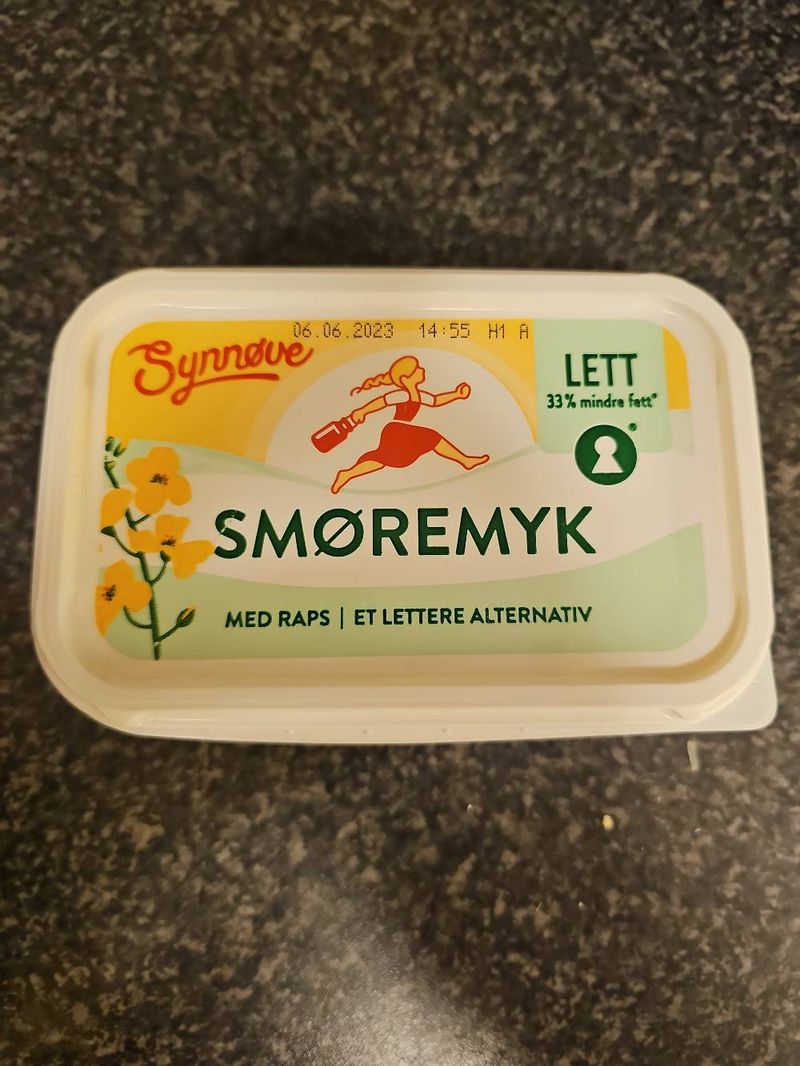 06.06.2023 14:55 H1 A
Synnøve
LETT
33% mindre fett*
®
SMØREMYK
MED RAPS | ET LETTERE ALTERNATIV